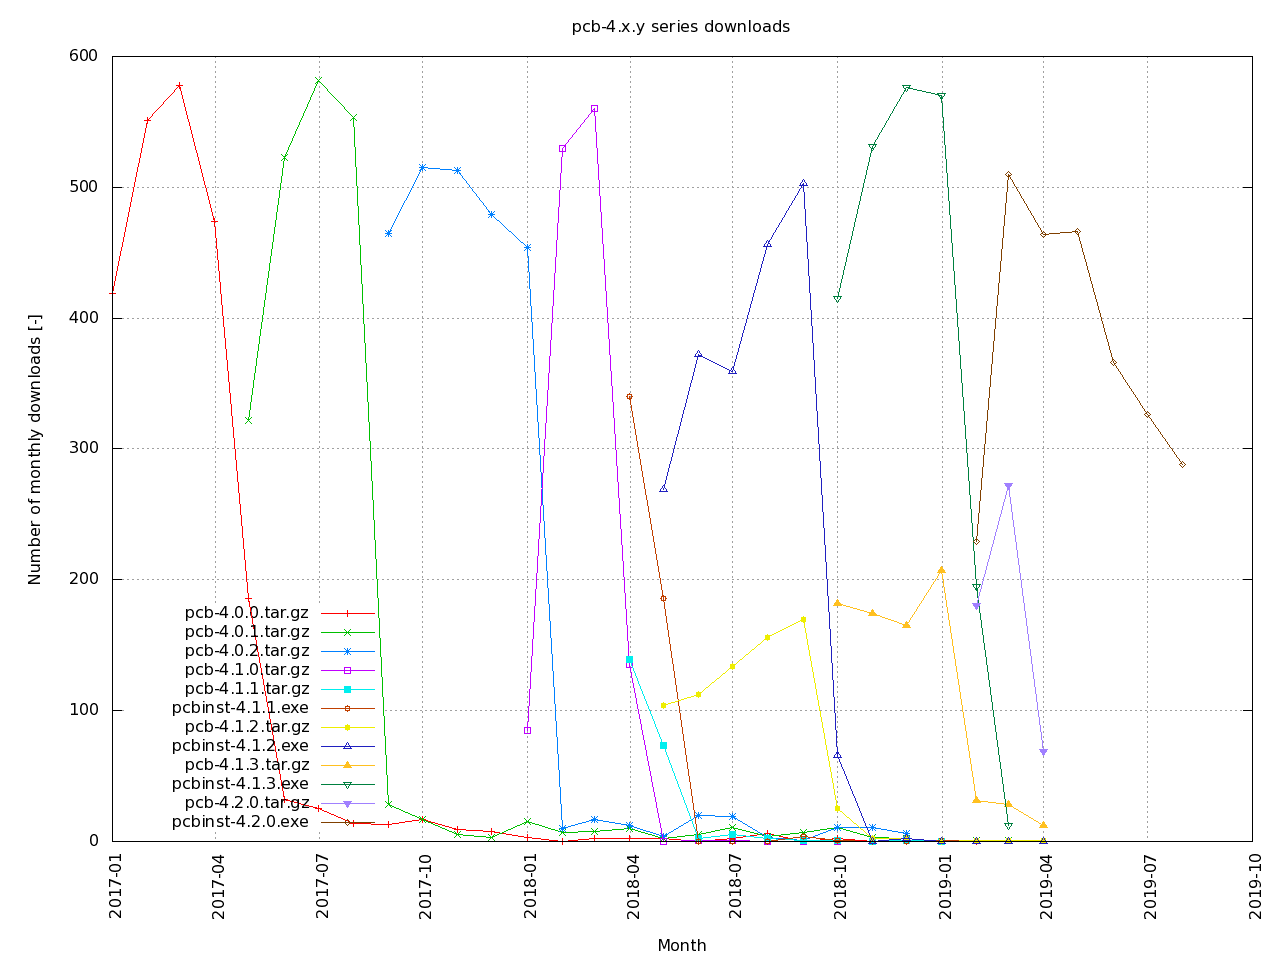 pcb-4.x.y series downloads
600
500
400
300
200
100
0
Number of monthly downloads [-]
pcb-4.0.0.tar.gz
pcb-4.0.1.tar.gz
pcb-4.0.2.tar.gz
pcb-4.1.0.tar.gz
pcb-4.1.1.tar.gz
pcbinst-4.1.1.exe
pcb-4.1.2.tar.gz
pcbinst-4.1.2.exe
pcb-4.1.3.tar.gz
pcbinst-4.1.3.exe
pcb-4.2.0.tar.gz
pcbinst-4.2.0.exe
2017-01
2017-04
2017-07
2017-10
2018-01
2018-04
2018-07
2018-10
2019-01
2019-04
2019-07
2019-10
Month